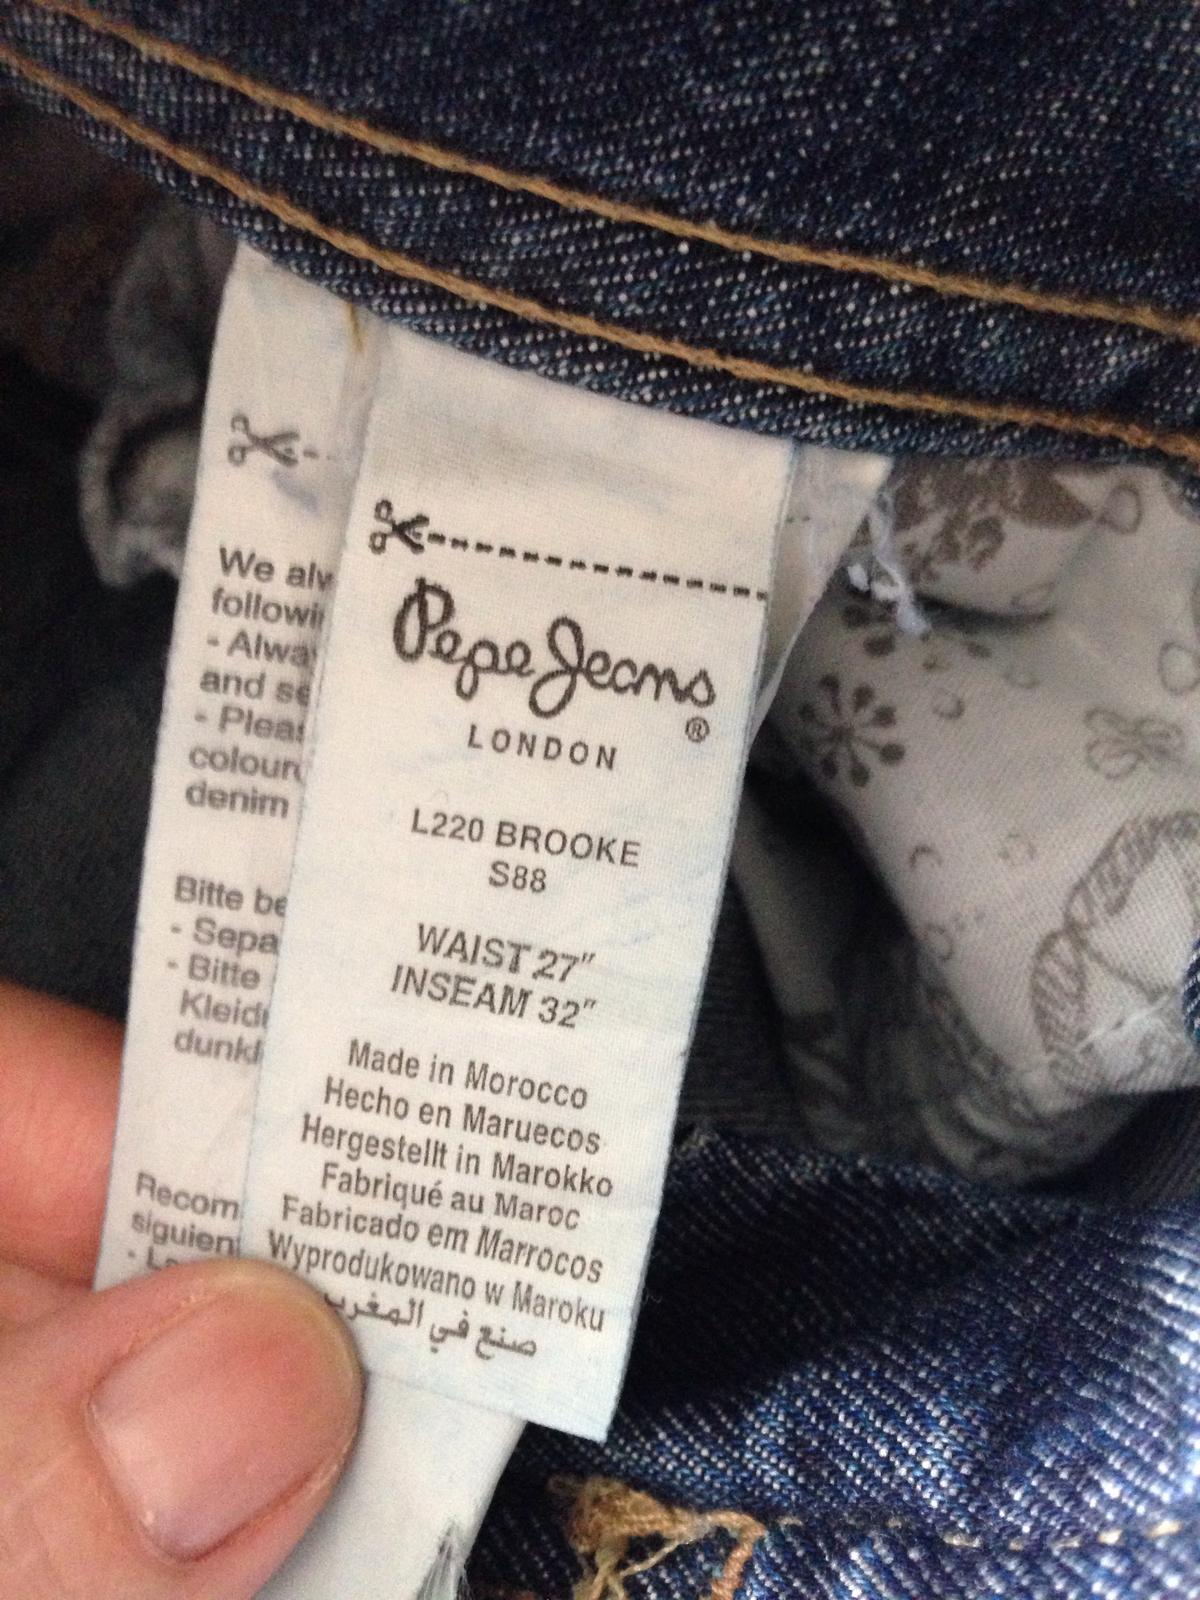 Pepe Jeans
®
LONDON
L220 BROOKE
S88
WAIST 27"
INSEAM 32"
Made in Morocco
Hecho en Maruecos
Hergestellt in Marokko
Fabriqué au Maroc
Fabricado em Marrocos
Wyprodukowano w Maroku
صنع في المغرب
We alw
followi
- Alwa
and se
- Pleas
colour
denim
Bitte be
- Sepa
- Bitte
Kleid
dunkl
Recom
siguien